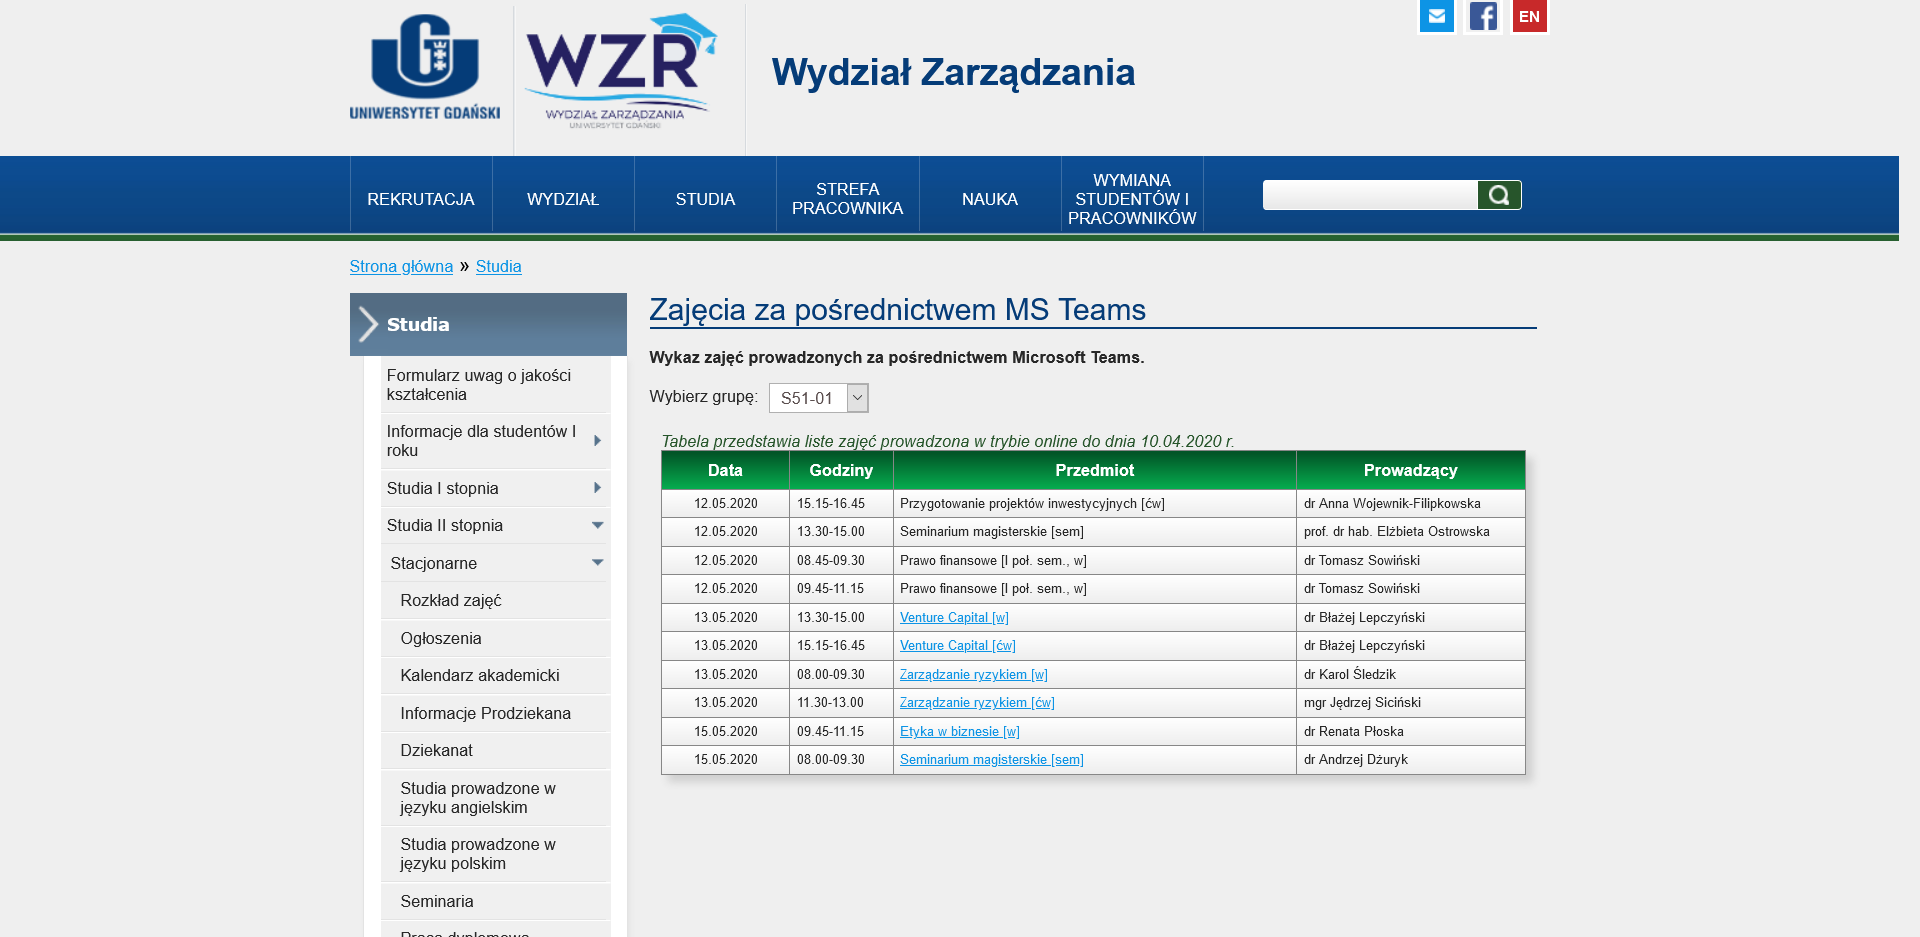 UNIWERSYTET GDAŃSKI
WZR
WYDZIAŁ ZARZĄDZANIA
UNIWERSYTET GDAŃSKI
Wydział Zarządzania
EN
REKRUTACJA
WYDZIAŁ
STUDIA
STREFA
PRACOWNIKA
NAUKA
WYMIANA
STUDENTÓW I
PRACOWNIKÓW
Strona główna » Studia
Studia
Formularz uwag o jakości
kształcenia
Informacje dla studentów I
roku
Studia I stopnia
Studia II stopnia
Stacjonarne
Rozkład zajęć
Ogłoszenia
Kalendarz akademicki
Informacje Prodziekana
Dziekanat
Studia prowadzone w
języku angielskim
Studia prowadzone w
języku polskim
Seminaria
Zajęcia za pośrednictwem MS Teams
Wykaz zajęć prowadzonych za pośrednictwem Microsoft Teams.
Wybierz grupę: S51-01
Tabela przedstawia liste zajęć prowadzona w trybie online do dnia 10.04.2020 r.
Data Godziny Przedmiot Prowadzący
12.05.2020 15.15-16.45 Przygotowanie projektów inwestycyjnych [ćw] dr Anna Wojewnik-Filipkowska
12.05.2020 13.30-15.00 Seminarium magisterskie [sem] prof. dr hab. Elżbieta Ostrowska
12.05.2020 08.45-09.30 Prawo finansowe [I poł. sem., w] dr Tomasz Sowiński
12.05.2020 09.45-11.15 Prawo finansowe [I poł. sem., w] dr Tomasz Sowiński
13.05.2020 13.30-15.00 Venture Capital [w] dr Błażej Lepczyński
13.05.2020 15.15-16.45 Venture Capital [ćw] dr Błażej Lepczyński
13.05.2020 08.00-09.30 Zarządzanie ryzykiem [w] dr Karol Śledzik
13.05.2020 11.30-13.00 Zarządzanie ryzykiem [ćw] mgr Jędrzej Siciński
15.05.2020 09.45-11.15 Etyka w biznesie [w] dr Renata Płoska
15.05.2020 08.00-09.30 Seminarium magisterskie [sem] dr Andrzej Dżuryk